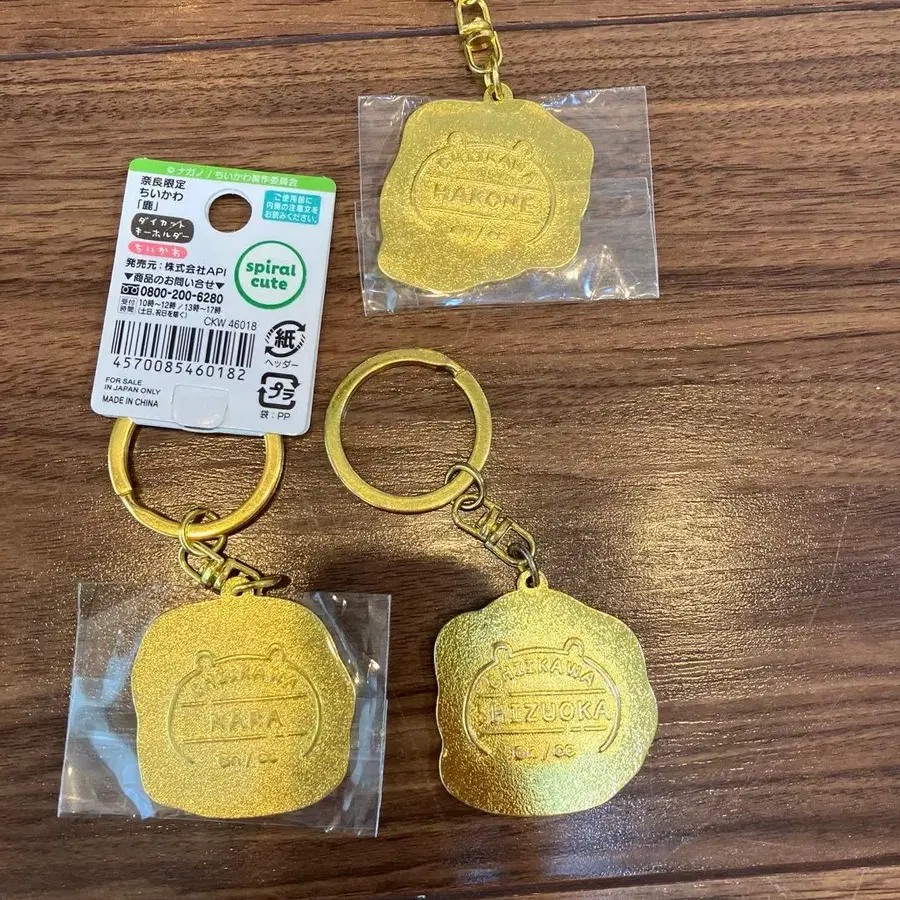 © ナガノ / ちいかわ製作委員会
奈良限定
ちいかわ
「鹿」
ダイカット
キーホルダー
ちいかわ
ご使用前に
内側の注意文を
お読みください。
発売元：株式会社API
▼商品のお問い合せ▼
0800-200-6280
受付時間 10時～12時 / 13時～17時
(土日、祝日を除く)
spiral
cute
CKW 46018
4570085460182
紙
ヘッダー
FOR SALE
IN JAPAN ONLY
MADE IN CHINA
プラ
袋：PP
CHIIKAWA
HAKONE
CHIIKAWA
NARA
©n/cc
CHIIKAWA
SHIZUOKA
©n/cc